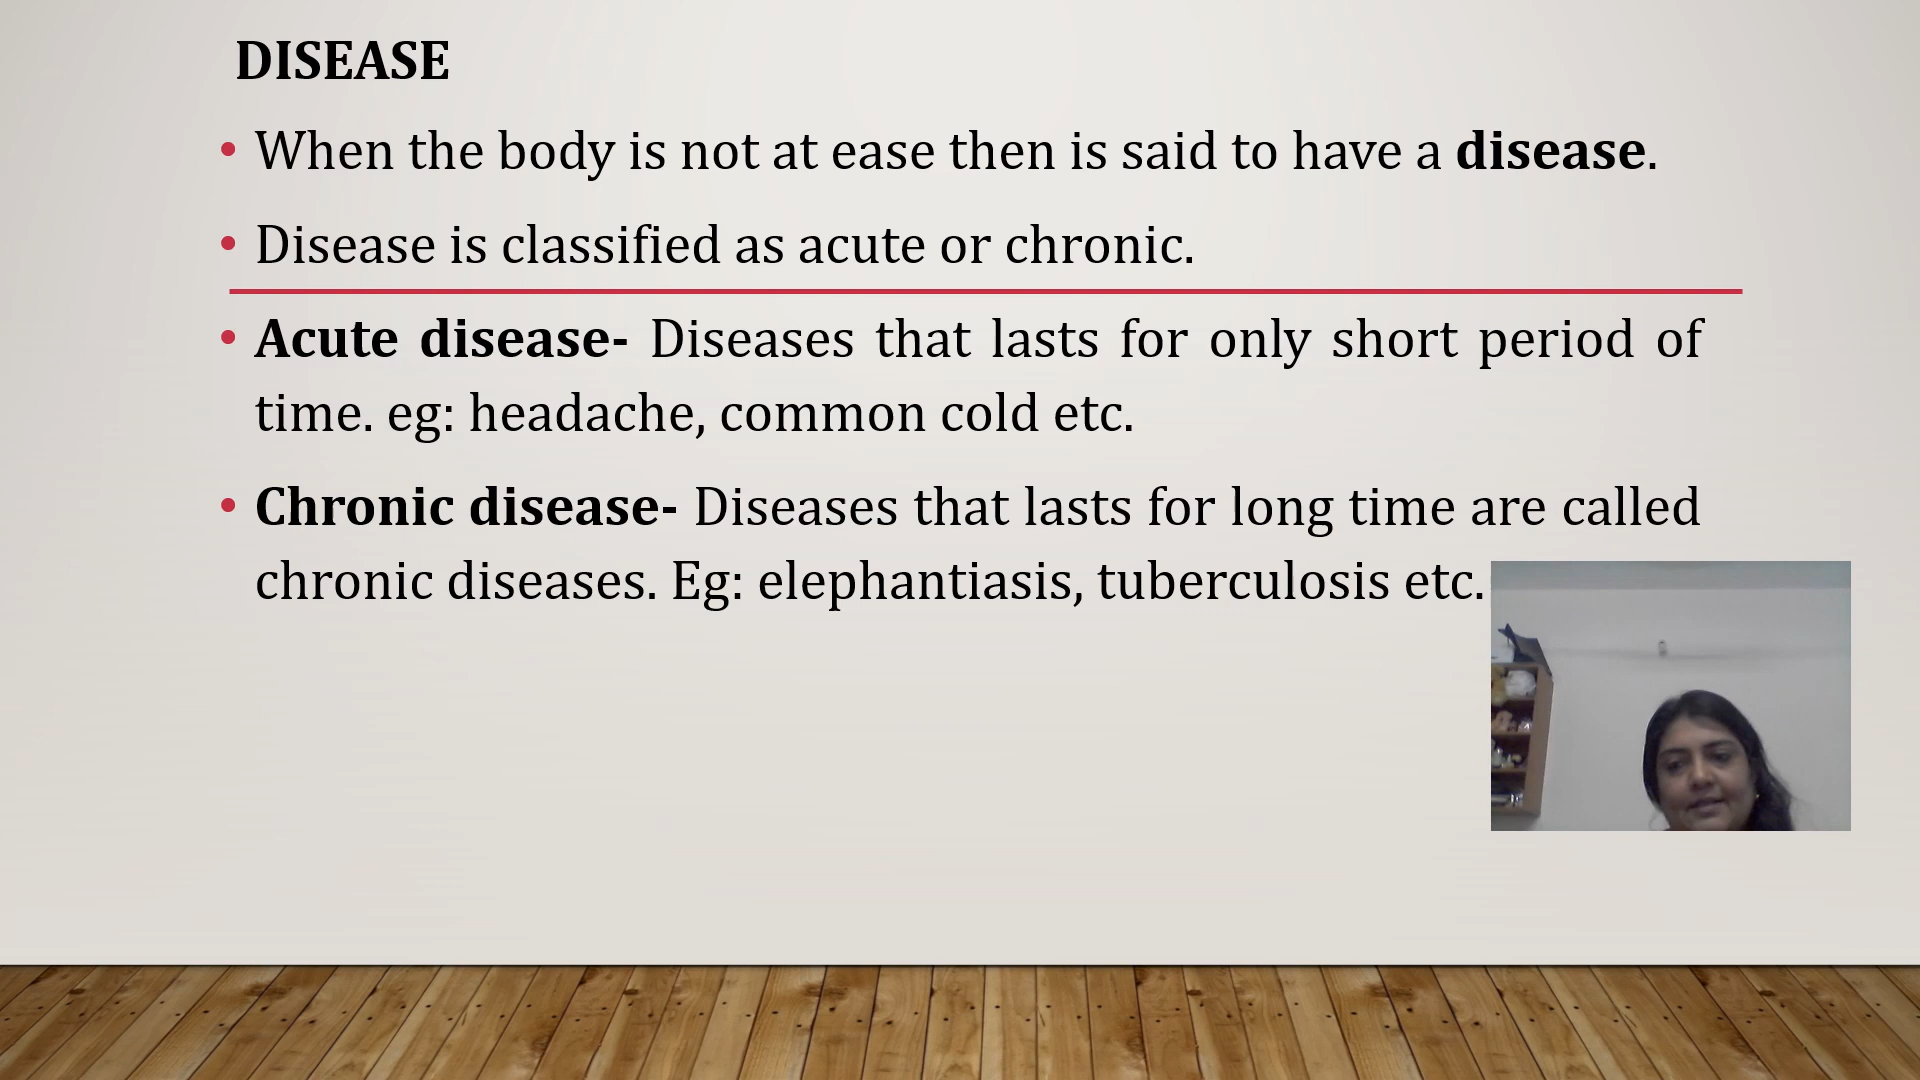 DISEASE
• When the body is not at ease then is said to have a disease.
• Disease is classified as acute or chronic.
• Acute disease- Diseases that lasts for only short period of
time. eg: headache, common cold etc.
• Chronic disease- Diseases that lasts for long time are called
chronic diseases. Eg: elephantiasis, tuberculosis etc.